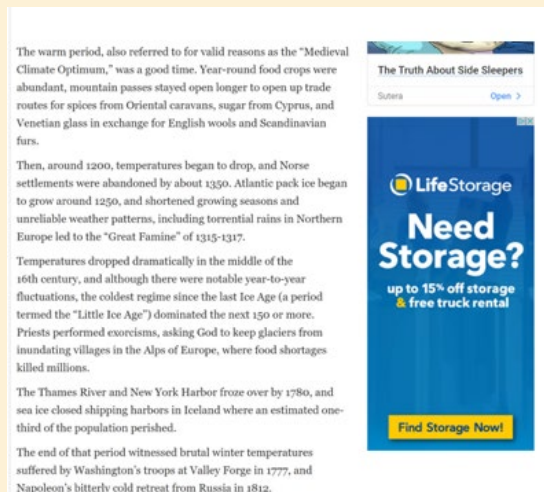 The warm period, also referred to for valid reasons as the “Medieval
Climate Optimum,” was a good time. Year-round food crops were
abundant, mountain passes stayed open longer to open up trade
routes for spices from Oriental caravans, sugar from Cyprus, and
Venetian glass in exchange for English wools and Scandinavian
furs.
Then, around 1200, temperatures began to drop, and Norse
settlements were abandoned by about 1350. Atlantic pack ice began
to grow around 1250, and shortened growing seasons and
unreliable weather patterns, including torrential rains in Northern
Europe led to the “Great Famine” of 1315-1317.
Temperatures dropped dramatically in the middle of the
16th century, and although there were notable year-to-year
fluctuations, the coldest regime since the last Ice Age (a period
termed the “Little Ice Age”) dominated the next 150 or more.
Priests performed exorcisms, asking God to keep glaciers from
inundating villages in the Alps of Europe, where food shortages
killed millions.
The Thames River and New York Harbor froze over by 1780, and
sea ice closed shipping harbors in Iceland where an estimated one-
third of the population perished.
The end of that period witnessed brutal winter temperatures
suffered by Washington’s troops at Valley Forge in 1777, and
Napoleon’s bitterly cold retreat from Russia in 1812.
The Truth About Side Sleepers
Sutera Open >
LifeStorage
Need
Storage?
up to 15% off storage
& free truck rental
Find Storage Now!